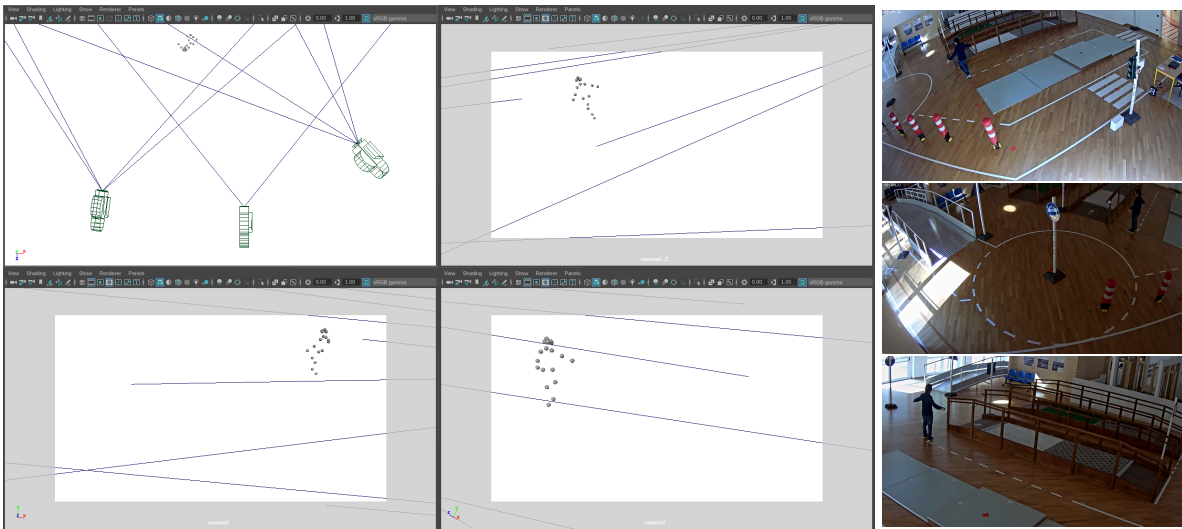 View Shading Lighting Show Renderer Panels
0.00 1.00 sRGB gamma
View Shading Lighting Show Renderer Panels
0.00 1.00 sRGB gamma
camera1 -Z
View Shading Lighting Show Renderer Panels
0.00 1.00 sRGB gamma
camera2
View Shading Lighting Show Renderer Panels
0.00 1.00 sRGB gamma
camera3